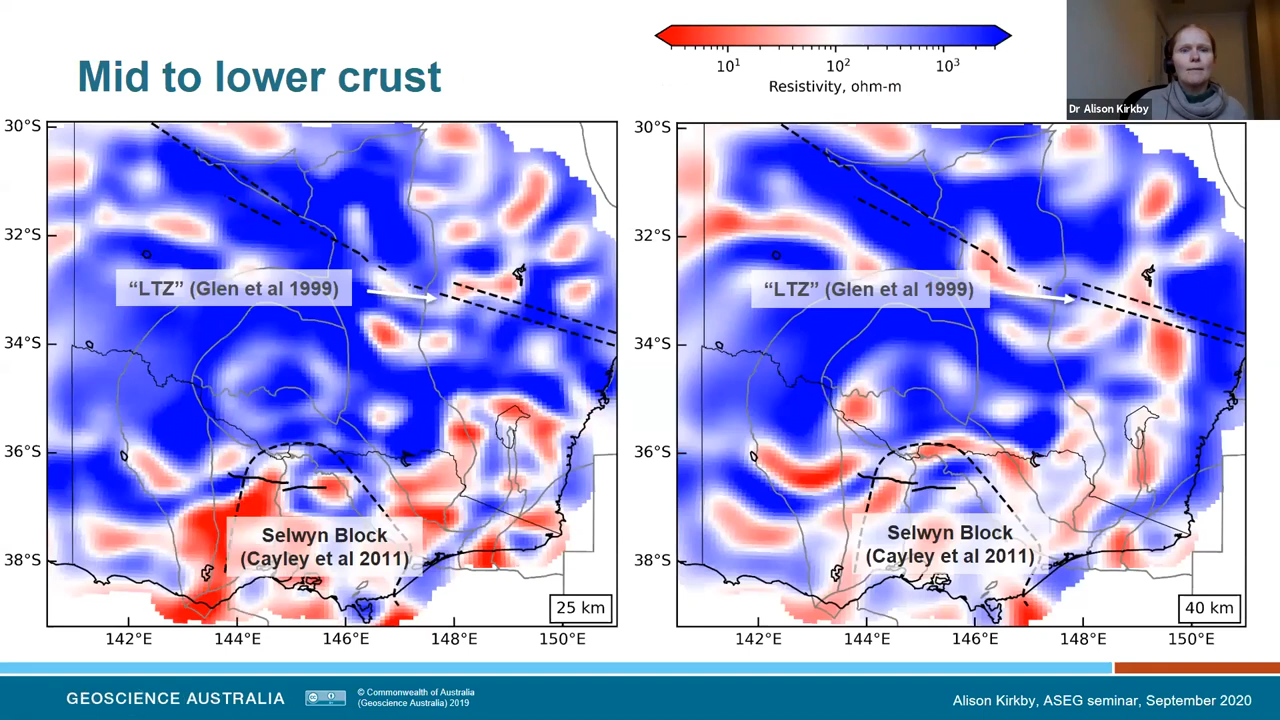 Mid to lower crust
10¹ 10² 10³
Resistivity, ohm-m
Dr Alison Kirkby
30°S
32°S
34°S
36°S
38°S
142°E 144°E 146°E 148°E 150°E
“LTZ” (Glen et al 1999)
Selwyn Block
(Cayley et al 2011)
25 km
30°S
32°S
34°S
36°S
38°S
142°E 144°E 146°E 148°E 150°E
“LTZ” (Glen et al 1999)
Selwyn Block
(Cayley et al 2011)
40 km
GEOSCIENCE AUSTRALIA
© Commonwealth of Australia
(Geoscience Australia) 2019
Alison Kirkby, ASEG seminar, September 2020